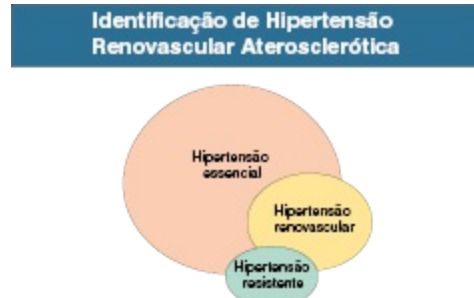 Identificação de Hipertensão
Renovascular Aterosclerótica
Hipertensão
essencial
Hipertensão
renovascular
Hipertensão
resistente